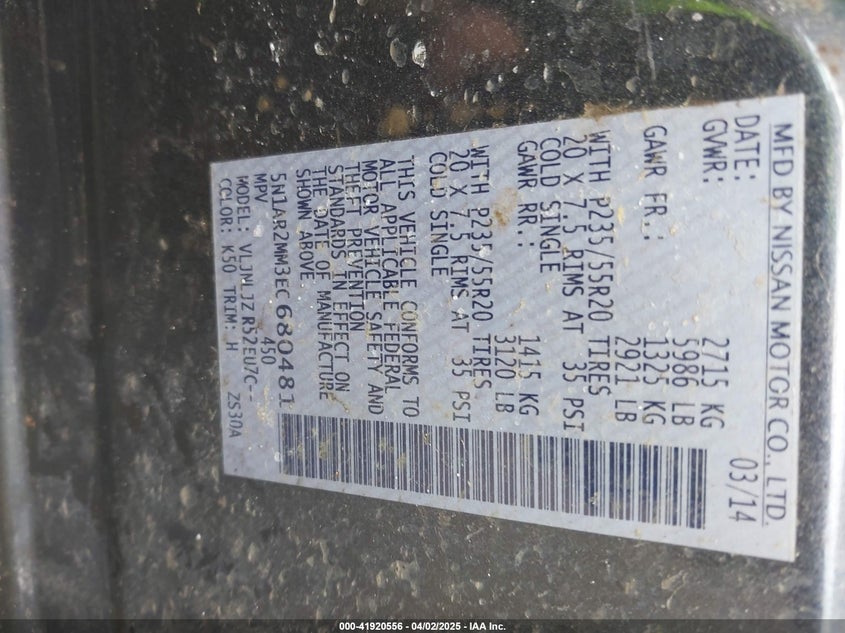 MFD BY NISSAN MOTOR CO., LTD.
DATE: 03/14
GVWR: 2715 KG
5986 LB
GAWR FR.: 1325 KG
2921 LB
WITH P235/55R20 TIRES
20 X 7.5 RIMS AT 35 PSI
COLD SINGLE
GAWR RR.: 1415 KG
3120 LB
WITH P235/55R20 TIRES
20 X 7.5 RIMS AT 35 PSI
COLD SINGLE
THIS VEHICLE CONFORMS TO
ALL APPLICABLE FEDERAL
MOTOR VEHICLE SAFETY AND
THEFT PREVENTION
STANDARDS IN EFFECT ON
THE DATE OF MANUFACTURE
SHOWN ABOVE
5N1AR2MM3EC680481
MPV 450
MODEL: VLJNLJZ R52EU7C--
COLOR: K50 TRIM: H ZS30A
000-41920556 - 04/02/2025 - IAA Inc.